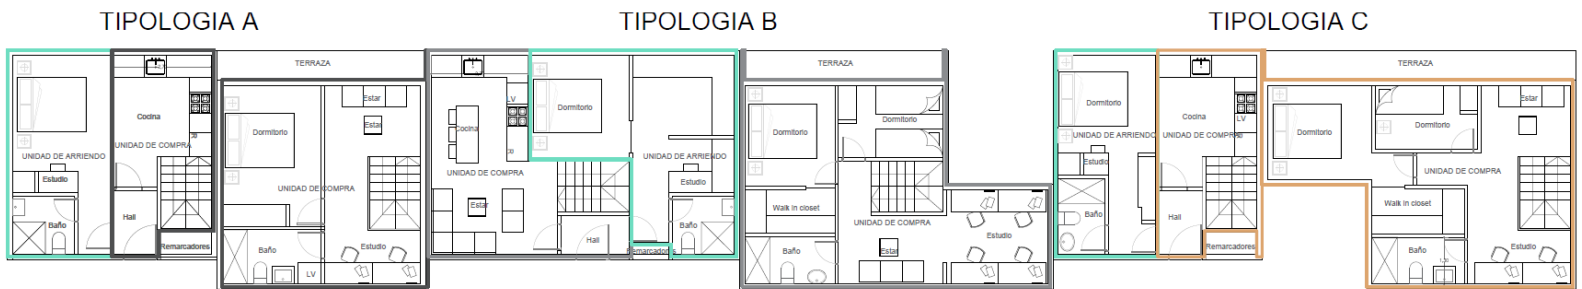 TIPOLOGIA A
TERRAZA
Estar
Estar
Cocina
Dormitorio
UNIDAD DE ARRIENDO
UNIDAD DE COMPRA
Estudio
UNIDAD DE COMPRA
Hall
Baño
Remarcadores
Baño
Estudio
LV
TIPOLOGIA B
TERRAZA
LV
Dormitorio
Cocina
Dormitorio
Dormitorio
UNIDAD DE ARRIENDO
UNIDAD DE COMPRA
Estudio
Estar
Walk in closet
UNIDAD DE COMPRA
Baño
Hall
Estudio
Remarcadores
Baño
Estar
TIPOLOGIA C
TERRAZA
Dormitorio
Estar
Cocina
LV
Dormitorio
Dormitorio
UNIDAD DE ARRIENDO
UNIDAD DE COMPRA
Estudio
UNIDAD DE COMPRA
Walk in closet
Baño
Hall
Remarcadores
Baño
Estudio